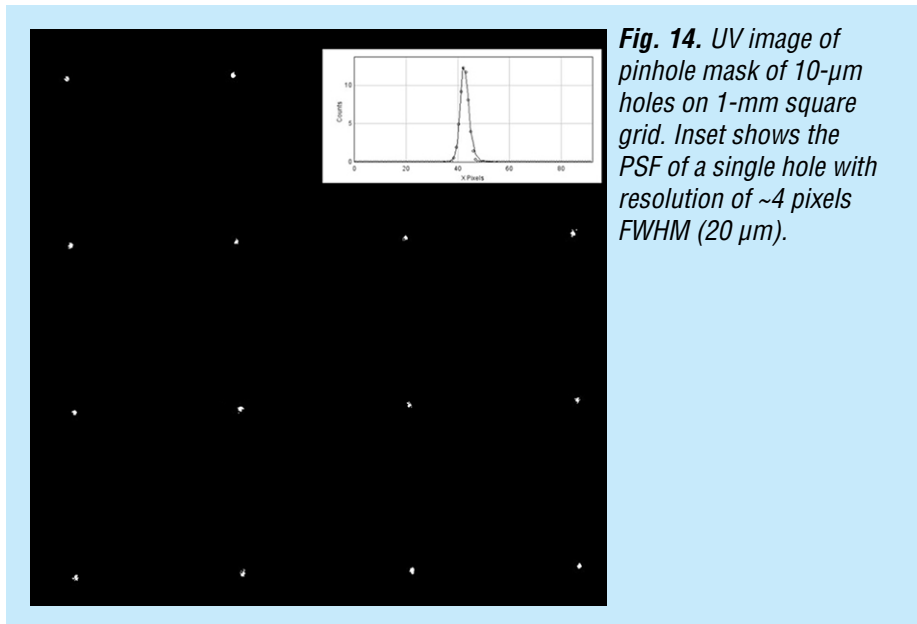 Fig. 14. UV image of
pinhole mask of 10-µm
holes on 1-mm square
grid. Inset shows the
PSF of a single hole with
resolution of ~4 pixels
FWHM (20 µm).
Counts
10
5
0
0 20 40 60 80
X Pixels